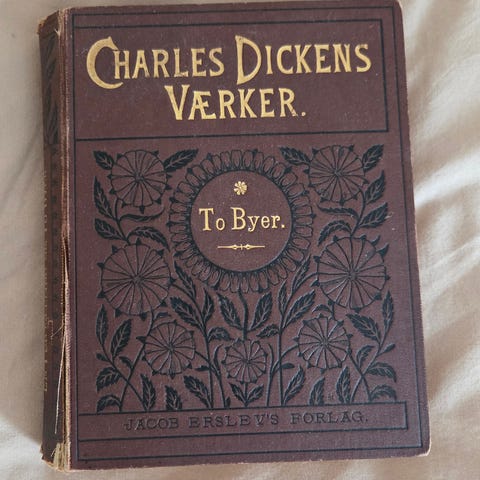 CHARLES DICKENS
VÆRKER.
To Byer.
JACOB ERSLEV'S FORLAG.